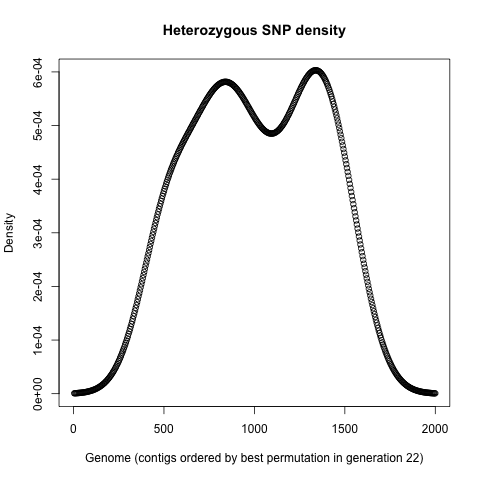 Heterozygous SNP density
Density
6e-04
5e-04
4e-04
3e-04
2e-04
1e-04
0e+00
0 500 1000 1500 2000
Genome (contigs ordered by best permutation in generation 22)